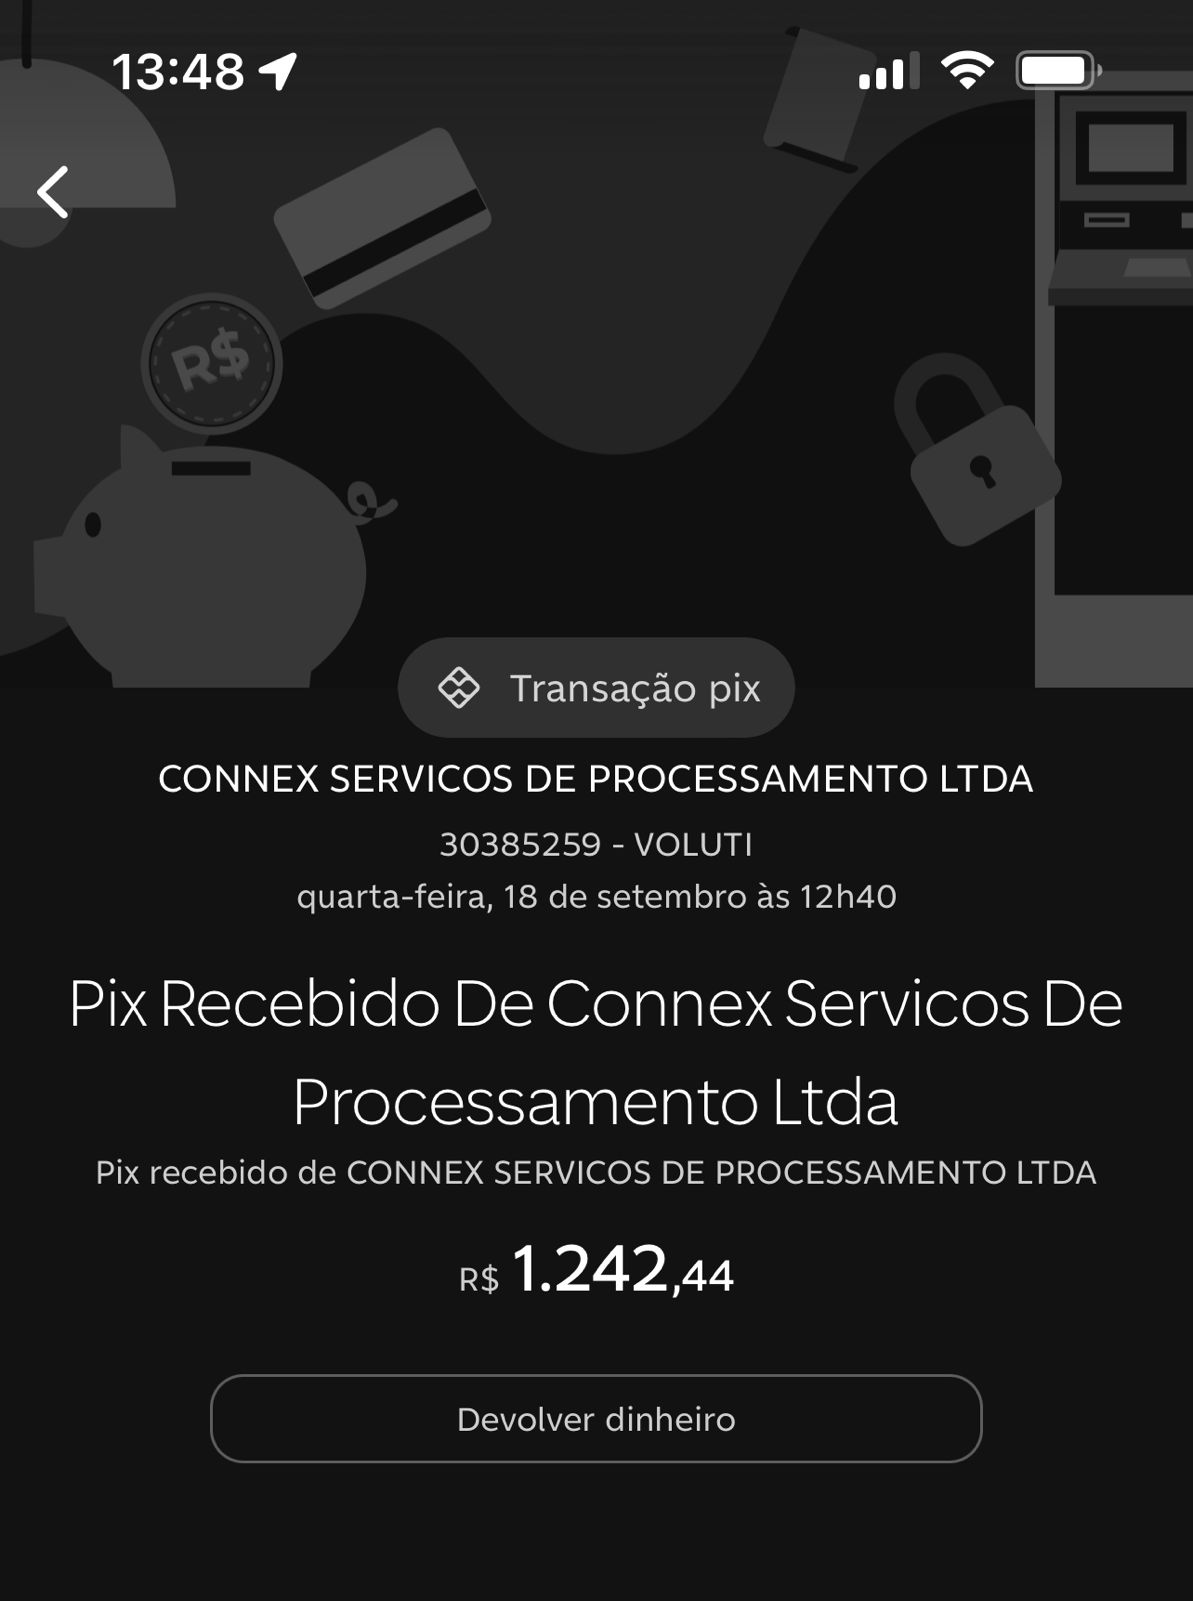 13:48
R$
Transação pix
CONNEX SERVICOS DE PROCESSAMENTO LTDA
30385259 - VOLUTI
quarta-feira, 18 de setembro às 12h40
Pix Recebido De Connex Servicos De
Processamento Ltda
Pix recebido de CONNEX SERVICOS DE PROCESSAMENTO LTDA
R$ 1.242,44
Devolver dinheiro